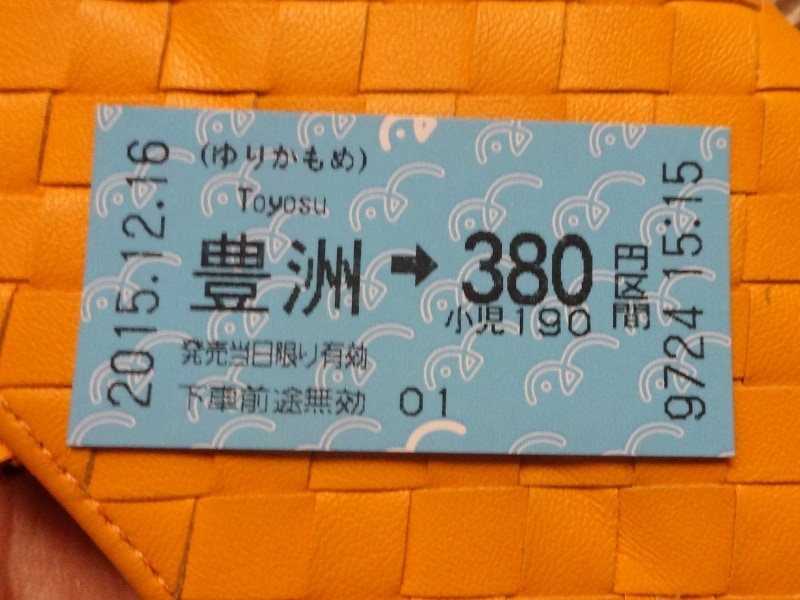 2015.12.16
(ゆりかもめ)
Toyosu
豊洲➡380円区間
小児190
発売当日限り有効
下車前途無効 01
9724 15:15